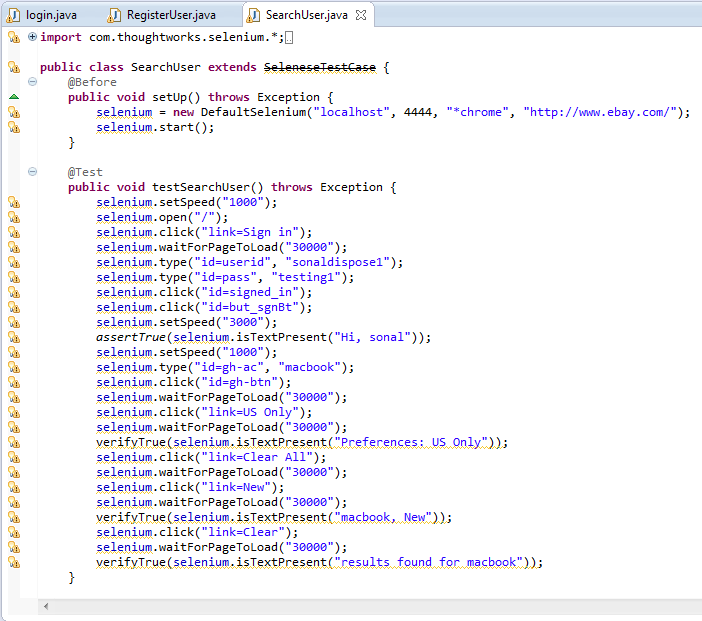 login.java RegisterUser.java SearchUser.java
import com.thoughtworks.selenium.*;
public class SearchUser extends SeleneseTestCase {
@Before
public void setUp() throws Exception {
selenium = new DefaultSelenium("localhost", 4444, "*chrome", "http://www.ebay.com/");
selenium.start();
}
@Test
public void testSearchUser() throws Exception {
selenium.setSpeed("1000");
selenium.open("/");
selenium.click("link=Sign in");
selenium.waitForPageToLoad("30000");
selenium.type("id=userid", "sonaldispose1");
selenium.type("id=pass", "testing1");
selenium.click("id=signed_in");
selenium.click("id=but_sgnBt");
selenium.setSpeed("3000");
assertTrue(selenium.isTextPresent("Hi, sonal"));
selenium.setSpeed("1000");
selenium.type("id=gh-ac", "macbook");
selenium.click("id=gh-btn");
selenium.waitForPageToLoad("30000");
selenium.click("link=US Only");
selenium.waitForPageToLoad("30000");
verifyTrue(selenium.isTextPresent("Preferences: US Only"));
selenium.click("link=Clear All");
selenium.waitForPageToLoad("30000");
selenium.click("link=New");
selenium.waitForPageToLoad("30000");
verifyTrue(selenium.isTextPresent("macbook, New"));
selenium.click("link=Clear");
selenium.waitForPageToLoad("30000");
verifyTrue(selenium.isTextPresent("results found for macbook"));
}